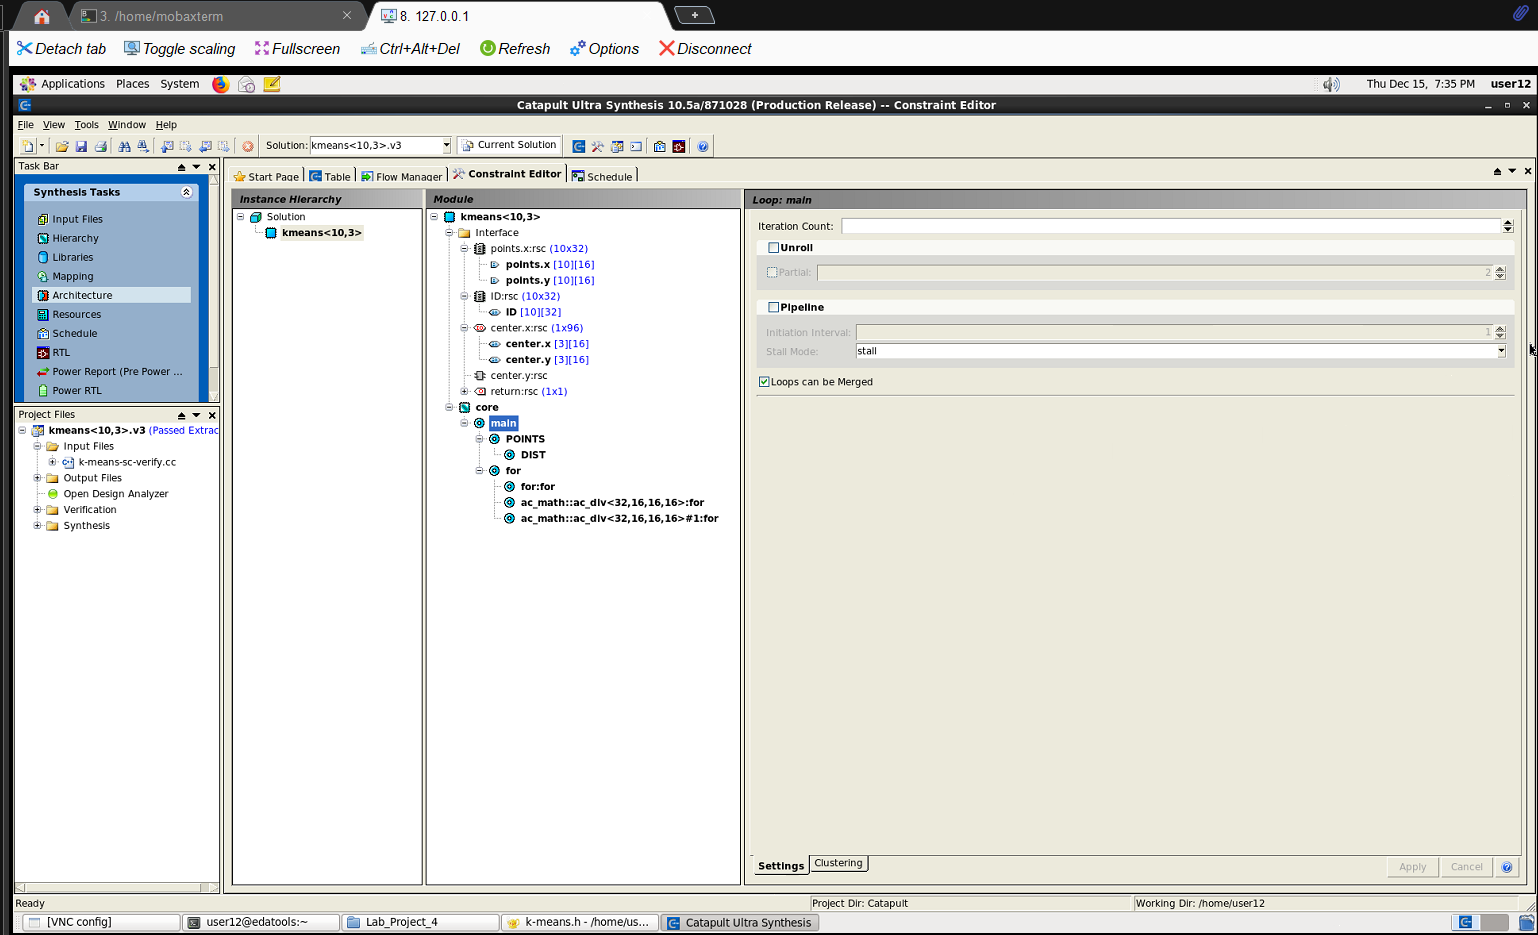 3. /home/mobaxterm
8. 127.0.0.1
Detach tab
Toggle scaling
Fullscreen
Ctrl+Alt+Del
Refresh
Options
Disconnect
Applications Places System
Thu Dec 15, 7:35 PM user12
Catapult Ultra Synthesis 10.5a/871028 (Production Release) -- Constraint Editor
File View Tools Window Help
Solution: kmeans<10,3>.v3
Current Solution
Task Bar
Synthesis Tasks
Input Files
Hierarchy
Libraries
Mapping
Architecture
Resources
Schedule
RTL
Power Report (Pre Power ...
Power RTL
Project Files
kmeans<10,3>.v3 (Passed Extrac
Input Files
k-means-sc-verify.cc
Output Files
Open Design Analyzer
Verification
Synthesis
Start Page
Table
Flow Manager
Constraint Editor
Schedule
Instance Hierarchy
Solution
kmeans<10,3>
Module
kmeans<10,3>
Interface
points.x:rsc (10x32)
points.x [10][16]
points.y [10][16]
ID:rsc (10x32)
ID [10][32]
center.x:rsc (1x96)
center.x [3][16]
center.y [3][16]
center.y:rsc
return:rsc (1x1)
core
main
POINTS
DIST
for
for:for
ac_math::ac_div<32,16,16,16>:for
ac_math::ac_div<32,16,16,16>#1:for
Loop: main
Iteration Count:
Unroll
Partial: 2
Pipeline
Initiation Interval: 1
Stall Mode: stall
Loops can be Merged
Settings
Clustering
Apply
Cancel
Ready
Project Dir: Catapult
Working Dir: /home/user12
[VNC config]
user12@edatools:~
Lab_Project_4
k-means.h - /home/us...
Catapult Ultra Synthesis